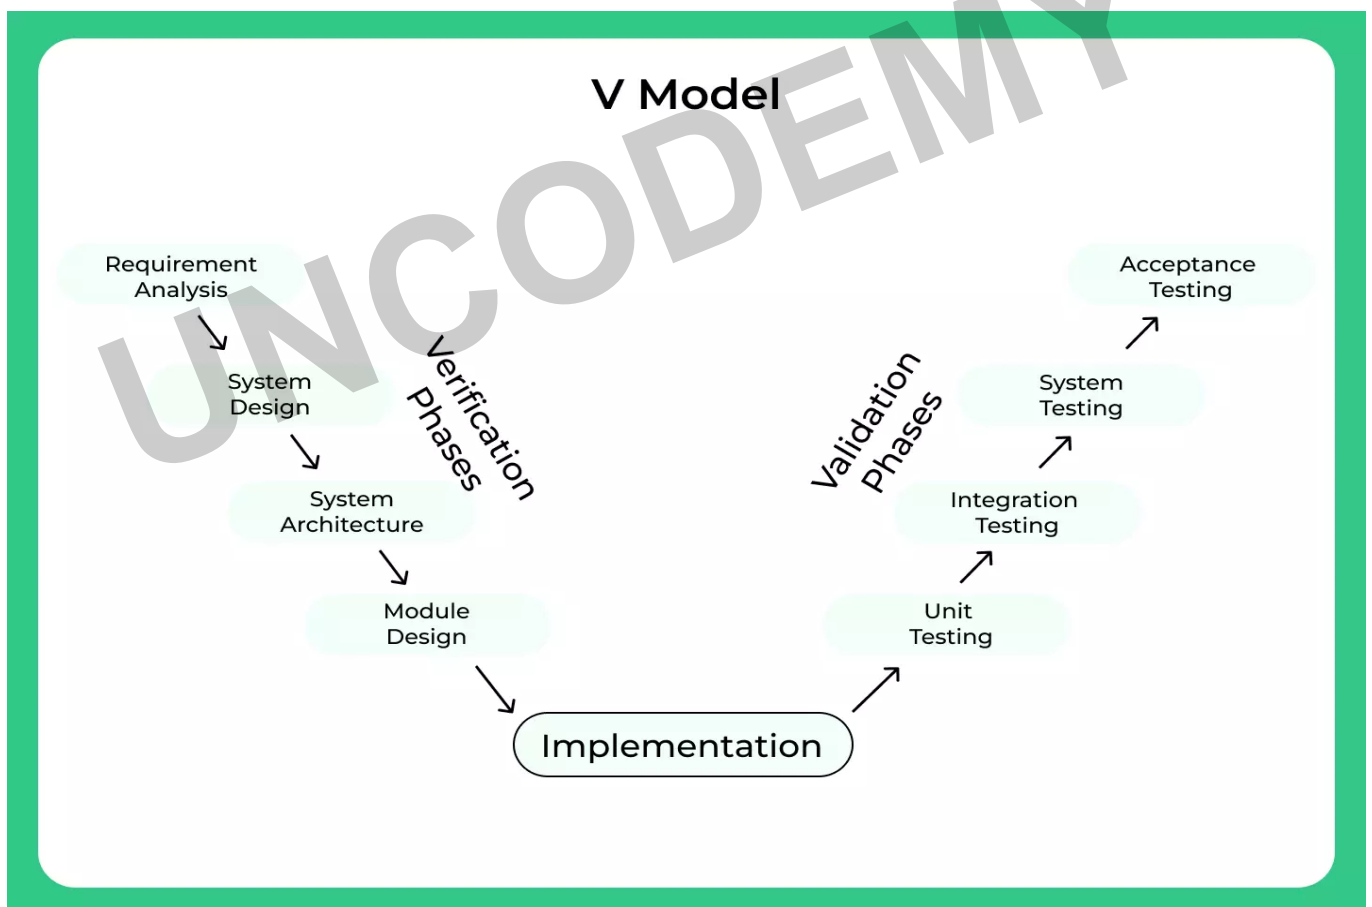 V Model
UNCODEMY
Requirement
Analysis
System
Design
System
Architecture
Module
Design
Verification
Phases
Implementation
Validation
Phases
Unit
Testing
Integration
Testing
System
Testing
Acceptance
Testing